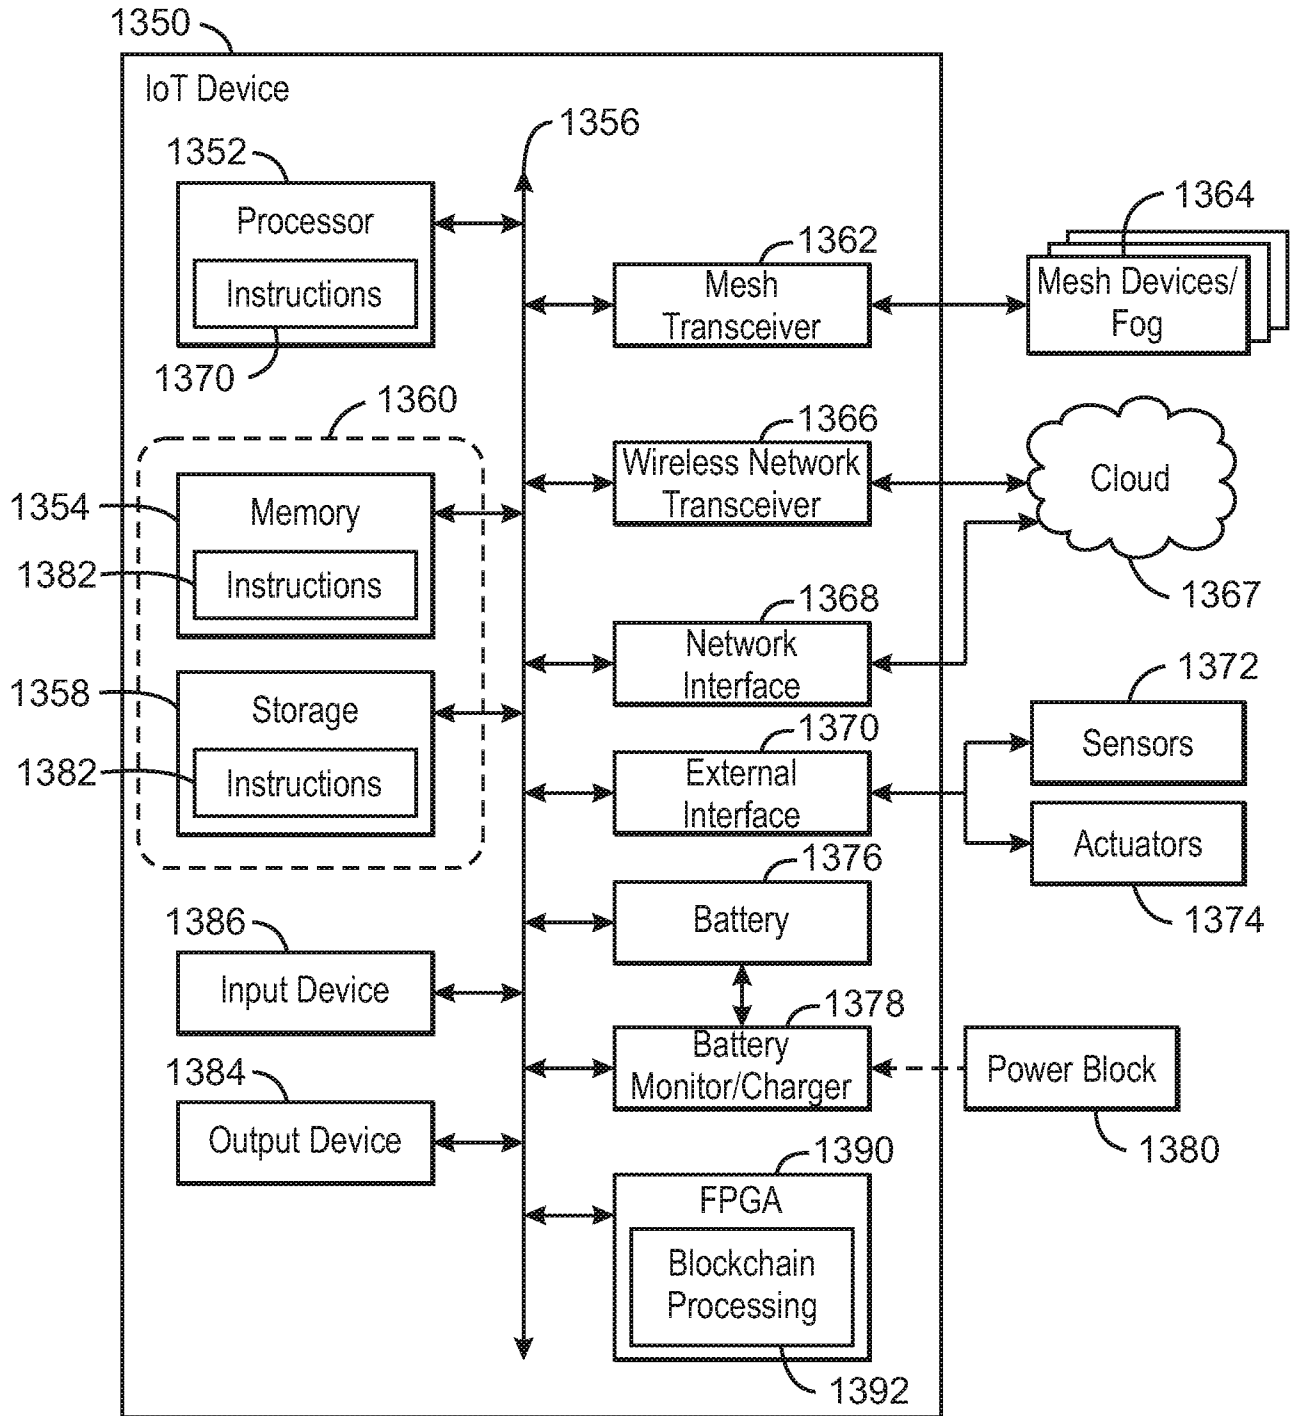 1350
IoT Device
1356
1352
Processor
Instructions
1370
1362
Mesh
Transceiver
1364
Mesh Devices/
Fog
1360
1354
Memory
1382
Instructions
1366
Wireless Network
Transceiver
Cloud
1367
1368
Network
Interface
1358
Storage
1382
Instructions
1370
External
Interface
1372
Sensors
Actuators
1374
1376
Battery
1386
Input Device
1378
Battery
Monitor/Charger
Power Block
1380
1384
Output Device
1390
FPGA
Blockchain
Processing
1392